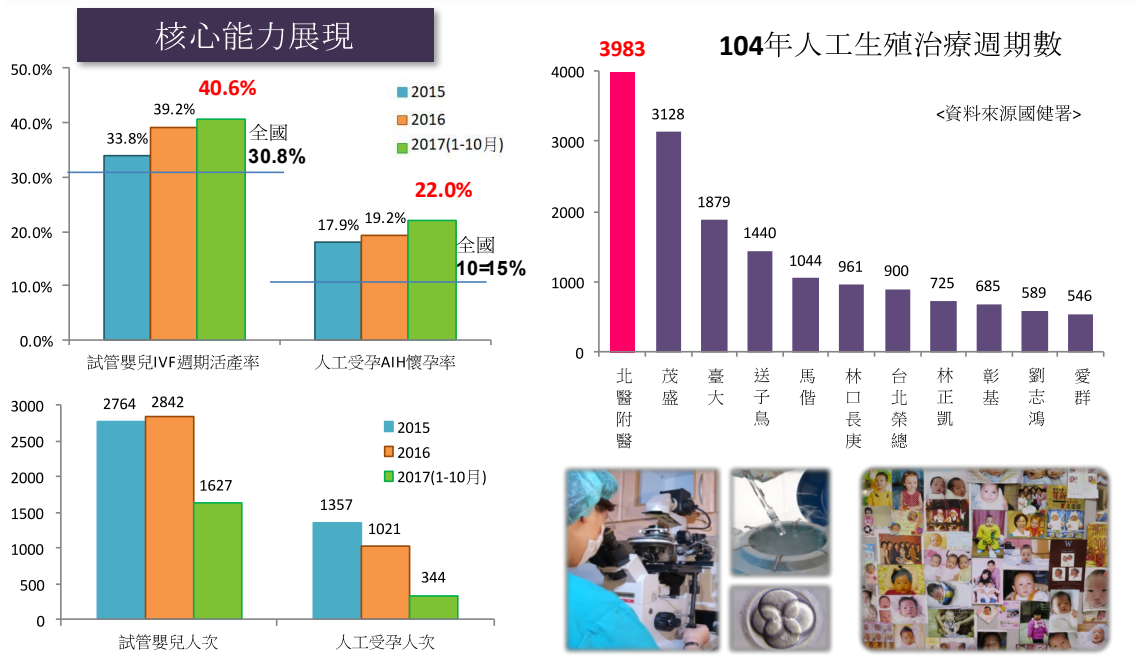 核心能力展現
50.0%
40.0%
30.0%
20.0%
10.0%
0.0%
33.8%
39.2%
40.6%
全國
30.8%
2015
2016
2017(1-10月)
17.9%
19.2%
22.0%
全國
10=15%
試管嬰兒IVF週期活產率
人工受孕AIH懷孕率
3000
2500
2000
1500
1000
500
0
2764
2842
1627
1357
1021
344
2015
2016
2017(1-10月)
試管嬰兒人次
人工受孕人次
104年人工生殖治療週期數
<資料來源國健署>
4000
3000
2000
1000
0
3983
3128
1879
1440
1044
961
900
725
685
589
546
北醫附醫
茂盛
臺大
送子鳥
馬偕
林口長庚
台北榮總
林正凱
彰基
劉志鴻
愛群